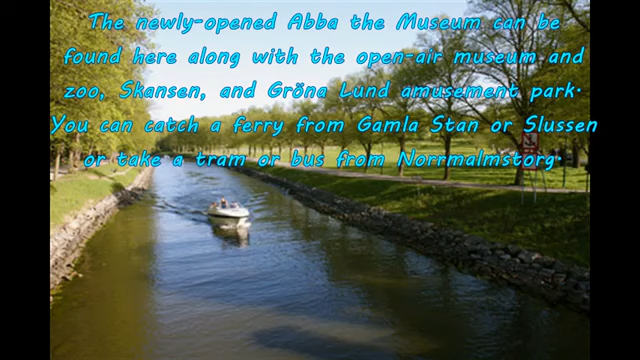 The newly-opened Abba the Museum can be
found here along with the open-air museum and
zoo, Skansen, and Gröna Lund amusement park.
You can catch a ferry from Gamla Stan or Slussen
or take a tram or bus from Norrmalmstorg.